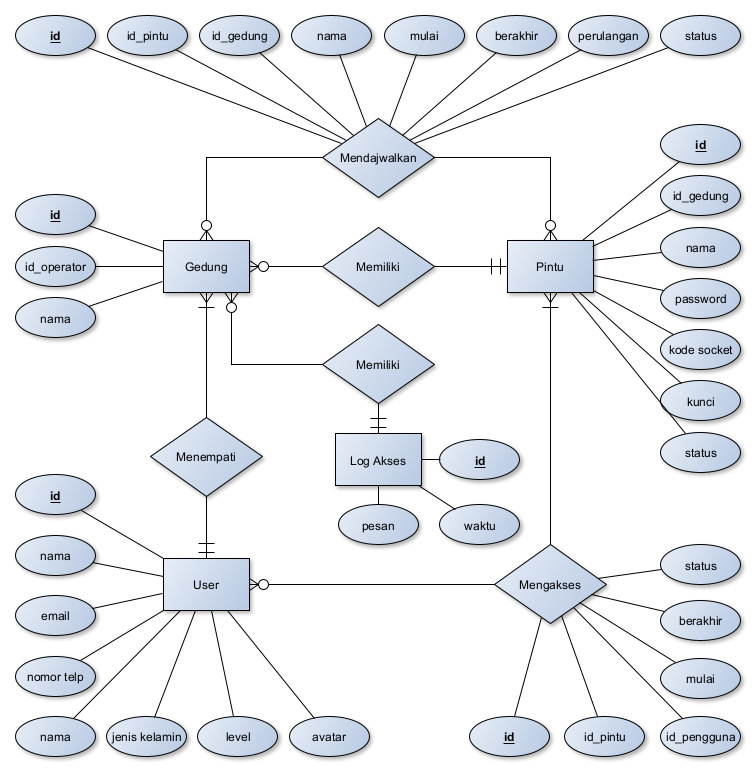 id
id_pintu
id_gedung
nama
mulai
berakhir
perulangan
status
Mendajwalkan
id
id_gedung
id
nama
id_operator
Gedung
Memiliki
Pintu
password
nama
kode socket
Memiliki
kunci
Menempati
status
Log Akses
id
id
pesan
waktu
nama
status
User
Mengakses
email
berakhir
nomor telp
mulai
nama
jenis kelamin
level
avatar
id
id_pintu
id_pengguna